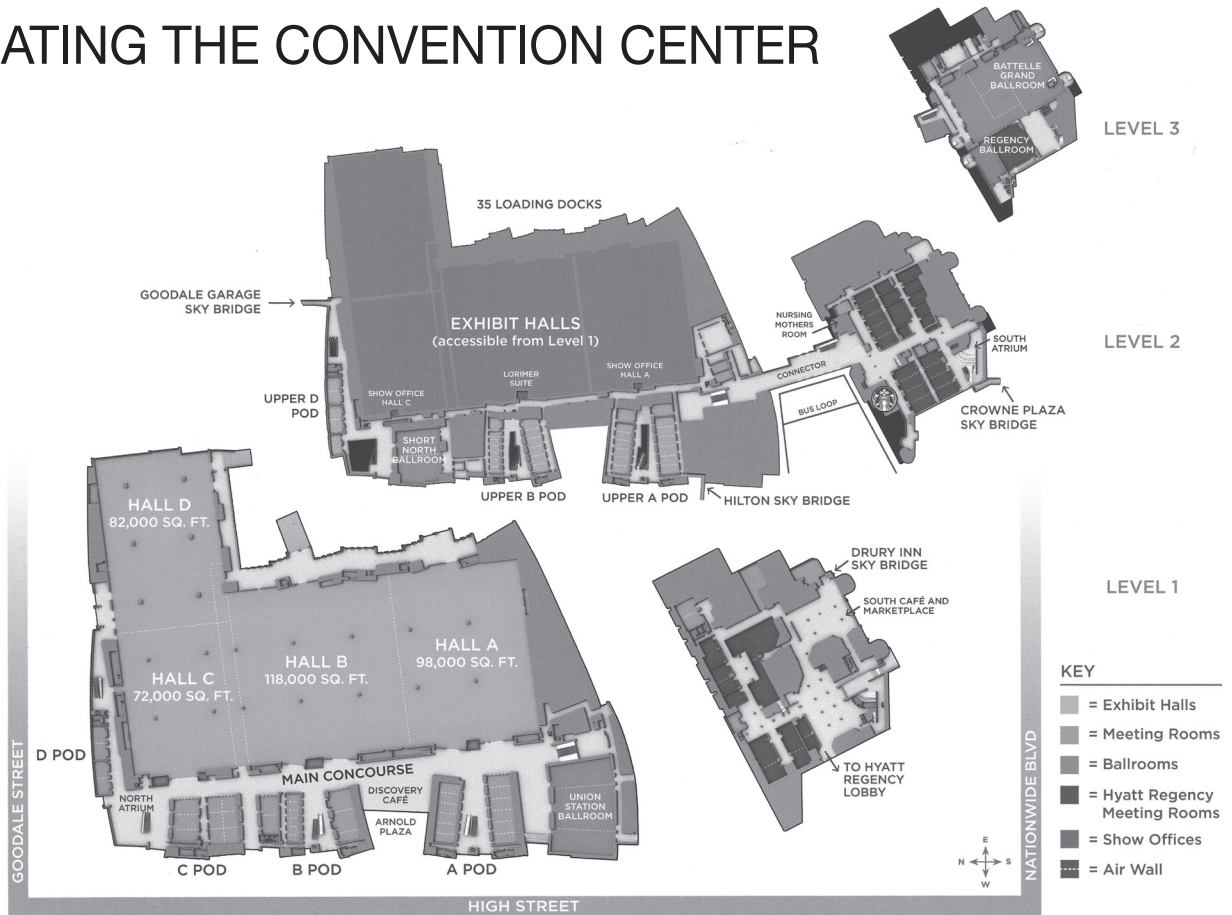 ATING THE CONVENTION CENTER
BATTELLE
GRAND
BALLROOM
REGENCY
BALLROOM
LEVEL 3
35 LOADING DOCKS
GOODALE GARAGE
SKY BRIDGE
EXHIBIT HALLS
(accessible from Level 1)
NURSING
MOTHERS
ROOM
SOUTH
ATRIUM
LEVEL 2
CONNECTOR
SHOW OFFICE
HALL A
LORIMER
SUITE
SHOW OFFICE
HALL C
UPPER D
POD
BUS LOOP
CROWNE PLAZA
SKY BRIDGE
SHORT
NORTH
BALLROOM
UPPER B POD
UPPER A POD
HILTON SKY BRIDGE
HALL D
82,000 SQ. FT.
DRURY INN
SKY BRIDGE
SOUTH CAFÉ AND
MARKETPLACE
LEVEL 1
HALL A
98,000 SQ. FT.
HALL B
118,000 SQ. FT.
HALL C
72,000 SQ. FT.
D POD
MAIN CONCOURSE
NORTH
ATRIUM
DISCOVERY
CAFÉ
ARNOLD
PLAZA
UNION
STATION
BALLROOM
TO HYATT
REGENCY
LOBBY
C POD
B POD
A POD
GOODALE STREET
HIGH STREET
NATIONWIDE BLVD
E
N
S
W
KEY
= Exhibit Halls
= Meeting Rooms
= Ballrooms
= Hyatt Regency
Meeting Rooms
= Show Offices
= Air Wall